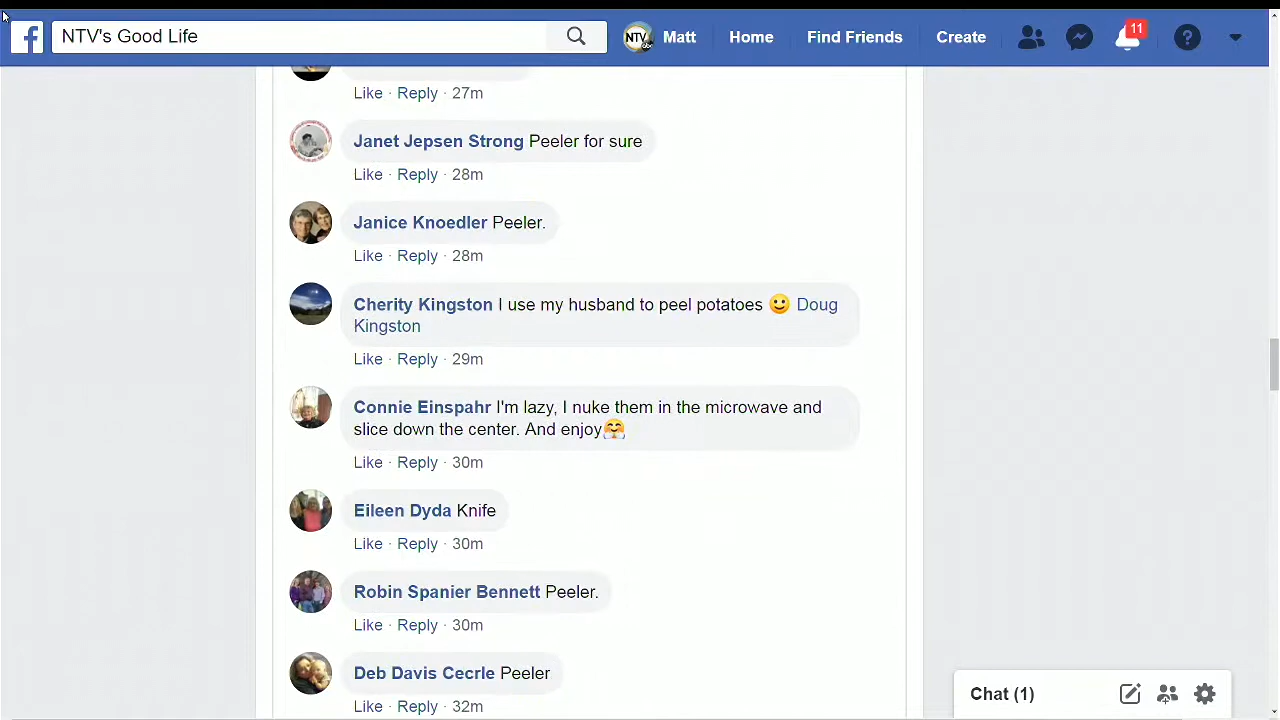 NTV's Good Life
NTV Matt Home Find Friends Create 11
Like · Reply · 27m
Janet Jepsen Strong Peeler for sure
Like · Reply · 28m
Janice Knoedler Peeler.
Like · Reply · 28m
Cherity Kingston I use my husband to peel potatoes 🙂 Doug
Kingston
Like · Reply · 29m
Connie Einspahr I'm lazy, I nuke them in the microwave and
slice down the center. And enjoy🤗
Like · Reply · 30m
Eileen Dyda Knife
Like · Reply · 30m
Robin Spanier Bennett Peeler.
Like · Reply · 30m
Deb Davis Cecrle Peeler
Like · Reply · 32m
Chat (1)